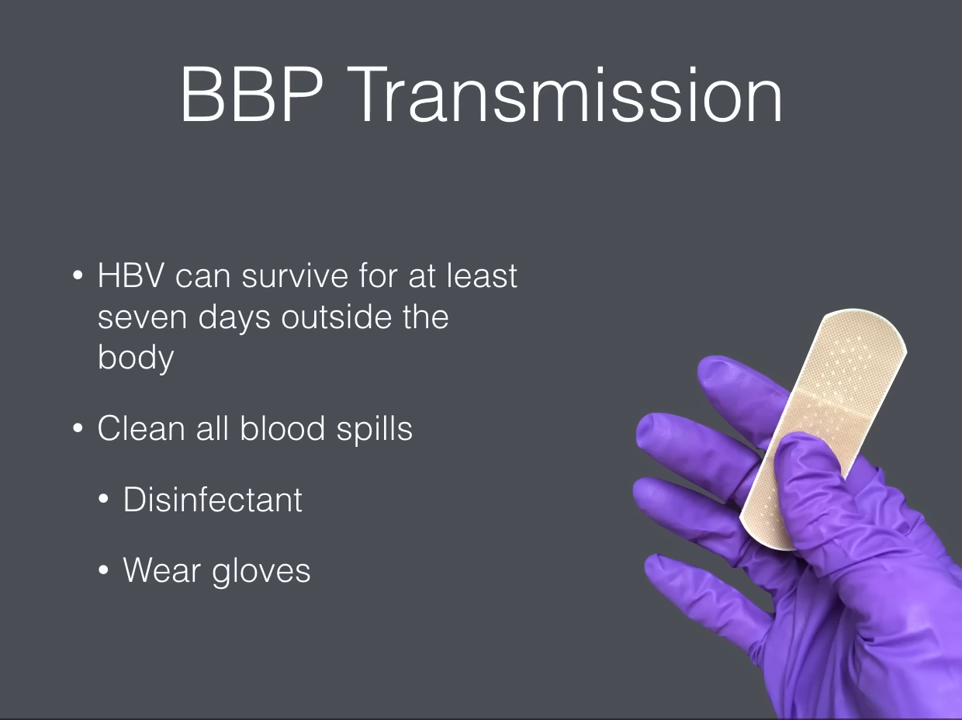 BBP Transmission
• HBV can survive for at least
seven days outside the
body
• Clean all blood spills
• Disinfectant
• Wear gloves